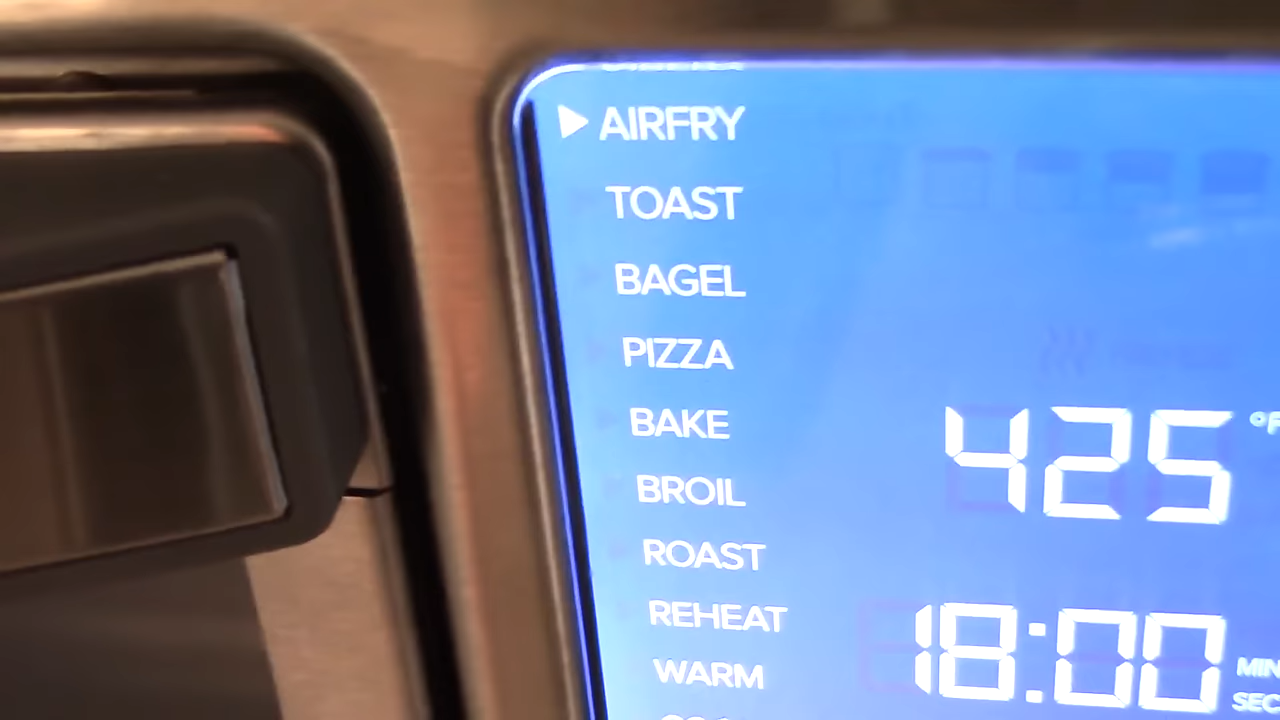 AIRFRY
TOAST
BAGEL
PIZZA
BAKE
425 °F
BROIL
ROAST
REHEAT
18:00 MIN
WARM
SEC